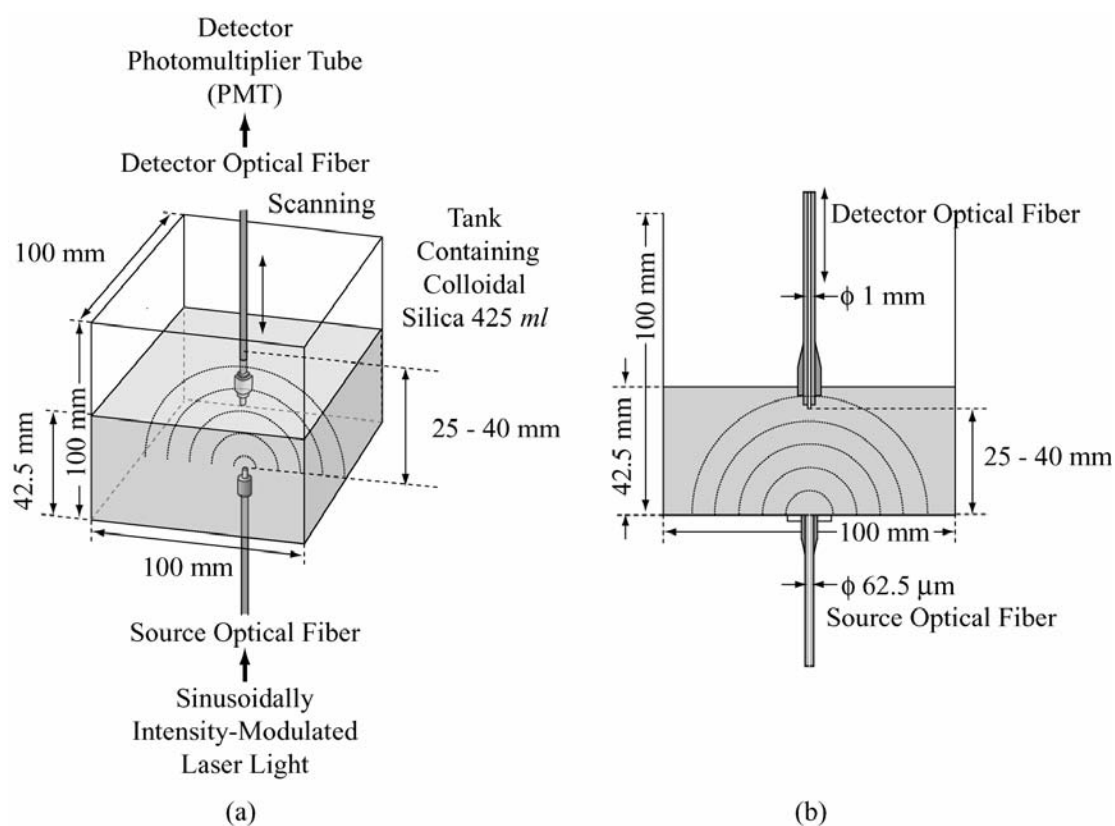 Detector
Photomultiplier Tube
(PMT)
Detector Optical Fiber
Scanning
Tank
Containing
Colloidal
Silica 425 ml
100 mm
100 mm
42.5 mm
25 - 40 mm
100 mm
Source Optical Fiber
Sinusoidally
Intensity-Modulated
Laser Light
(a)
Detector Optical Fiber
100 mm
ϕ 1 mm
42.5 mm
25 - 40 mm
100 mm
ϕ 62.5 μm
Source Optical Fiber
(b)